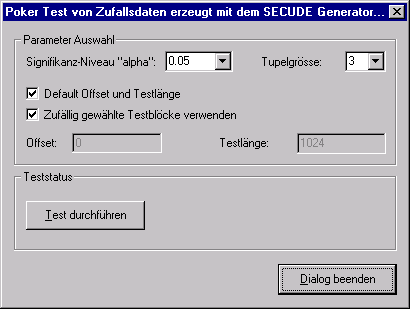 Poker Test von Zufallsdaten erzeugt mit dem SECUDE Generator...
Parameter Auswahl
Signifikanz-Niveau "alpha": 0.05 Tupelgrösse: 3
Default Offset und Testlänge
Zufällig gewählte Testblöcke verwenden
Offset: 0 Testlänge: 1024
Teststatus
Test durchführen
Dialog beenden